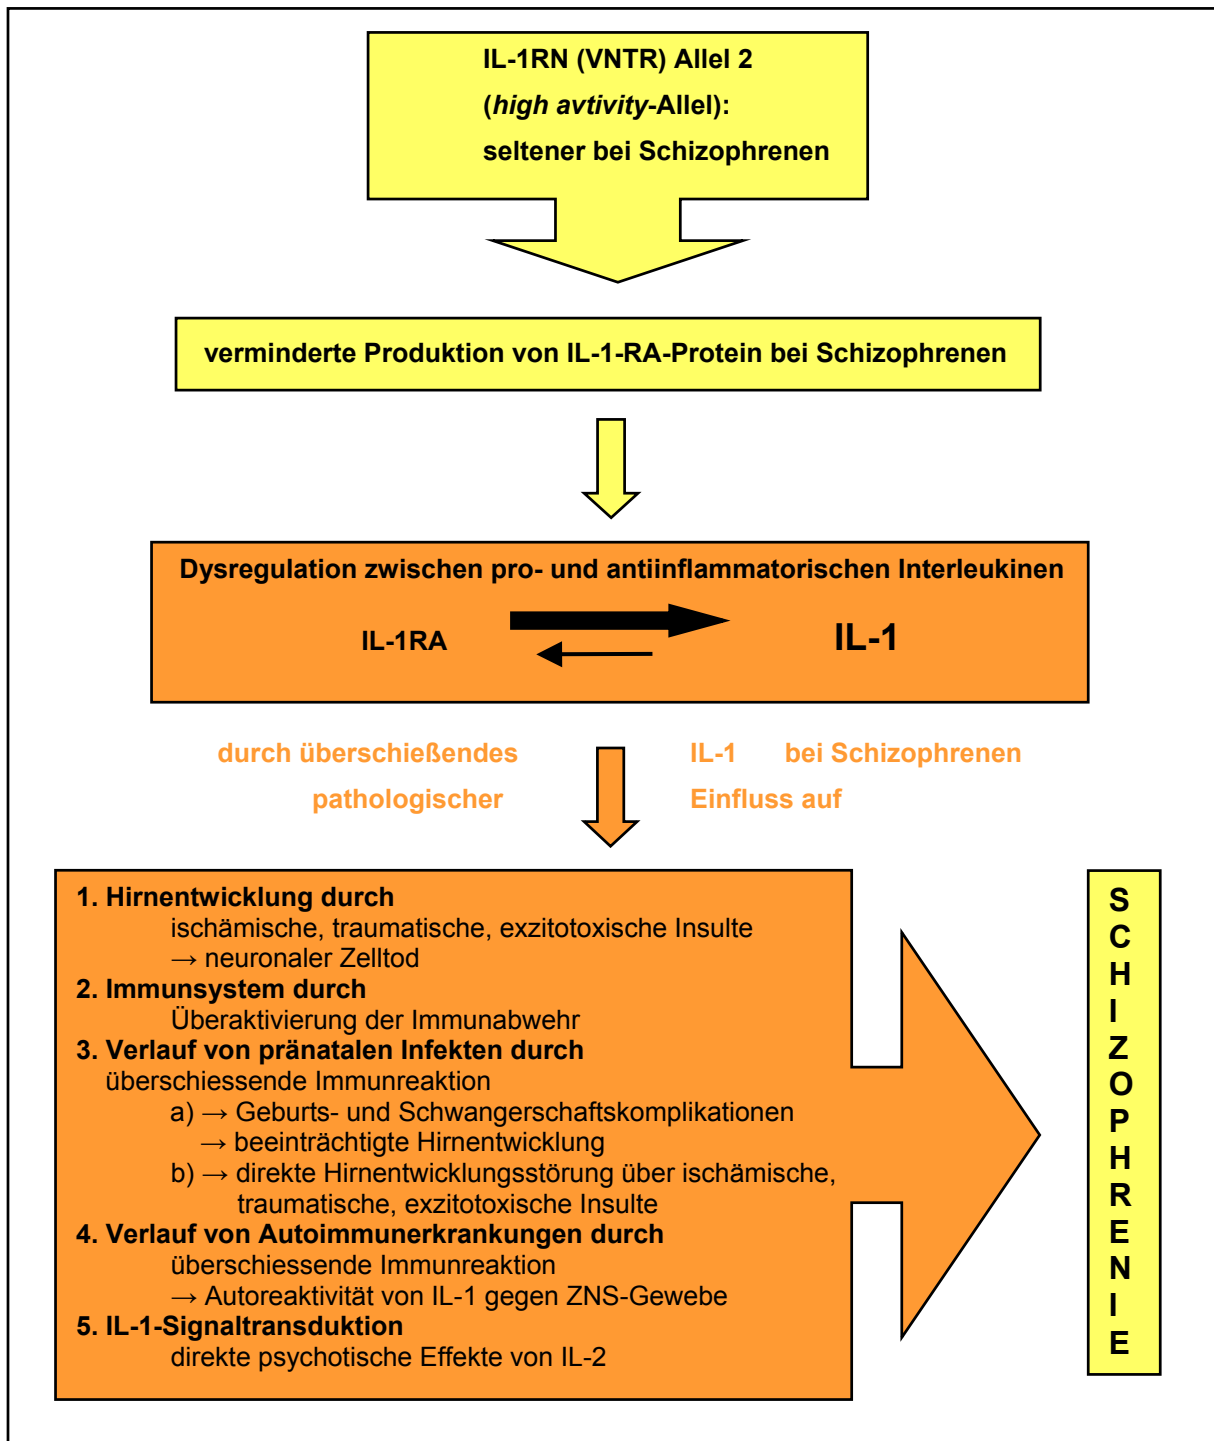 IL-1RN (VNTR) Allel 2
(high avtivity-Allel):
seltener bei Schizophrenen
verminderte Produktion von IL-1-RA-Protein bei Schizophrenen
Dysregulation zwischen pro- und antiinflammatorischen Interleukinen
IL-1RA IL-1
durch überschießendes IL-1 bei Schizophrenen
pathologischer Einfluss auf
1. Hirnentwicklung durch
ischämische, traumatische, exzitotoxische Insulte
→ neuronaler Zelltod
2. Immunsystem durch
Überaktivierung der Immunabwehr
3. Verlauf von pränatalen Infekten durch
überschiessende Immunreaktion
a) → Geburts- und Schwangerschaftskomplikationen
→ beeinträchtigte Hirnentwicklung
b) → direkte Hirnentwicklungsstörung über ischämische,
traumatische, exzitotoxische Insulte
4. Verlauf von Autoimmunerkrankungen durch
überschiessende Immunreaktion
→ Autoreaktivität von IL-1 gegen ZNS-Gewebe
5. IL-1-Signaltransduktion
direkte psychotische Effekte von IL-2
S
C
H
I
Z
O
P
H
R
E
N
I
E